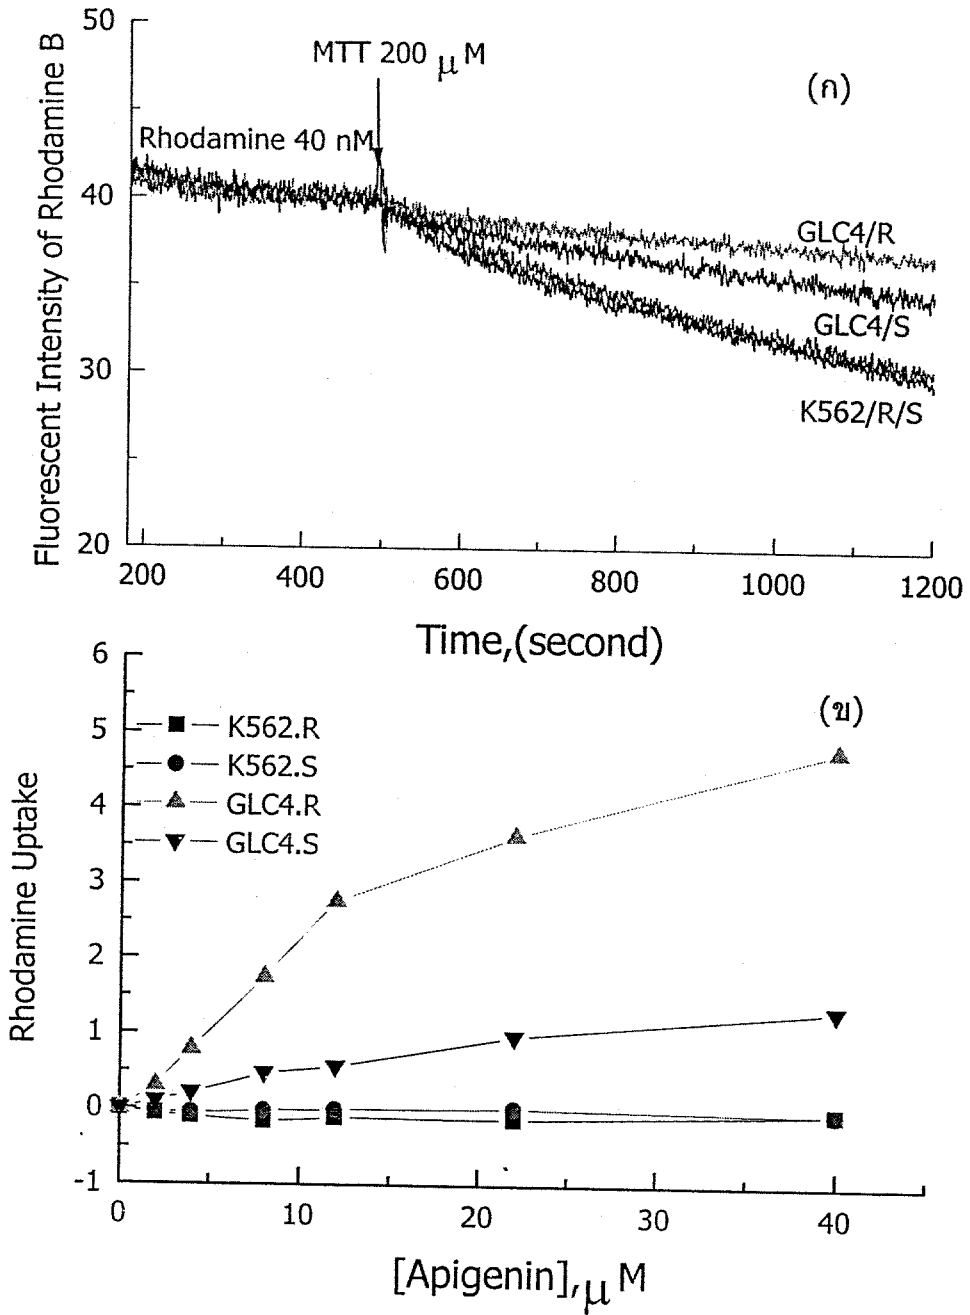 50
MTT 200 μ M
(ก)
Rhodamine 40 nM
40
GLC4/R
GLC4/S
30
K562/R/S
20
Fluorescent Intensity of Rhodamine B
200 400 600 800 1000 1200
Time,(second)
6
(ข)
K562.R
5
K562.S
GLC4.R
4
GLC4.S
3
2
1
0
-1
Rhodamine Uptake
0 10 20 30 40
[Apigenin],μ M